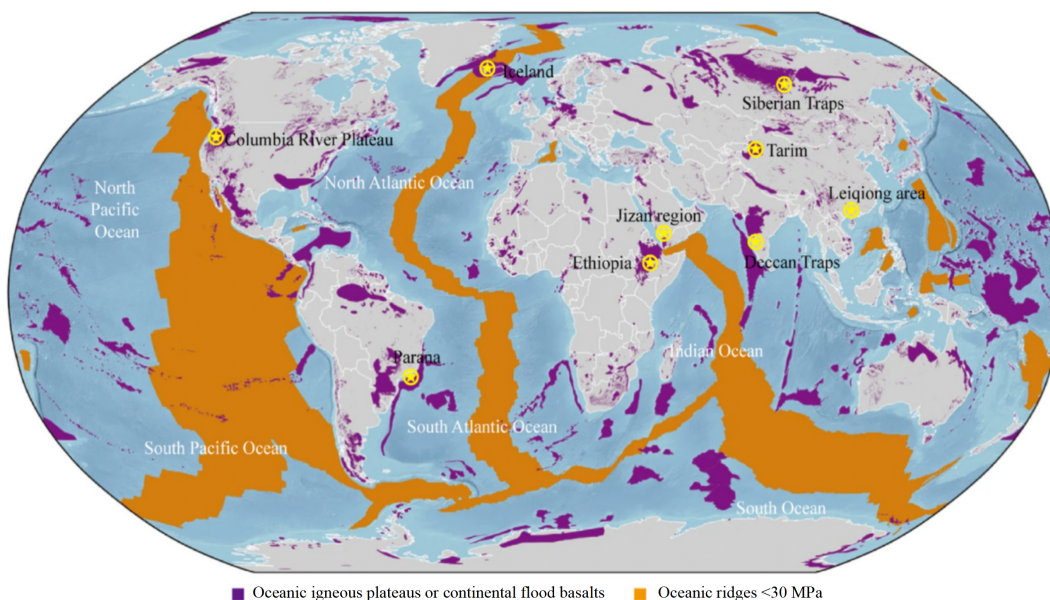 Iceland
Siberian Traps
Columbia River Plateau
Tarim
North Atlantic Ocean
North
Pacific
Ocean
Leiqiong area
Jizan region
Ethiopia
Deccan Traps
Indian Ocean
Parana
South Atlantic Ocean
South Pacific Ocean
South Ocean
Oceanic igneous plateaus or continental flood basalts
Oceanic ridges <30 MPa